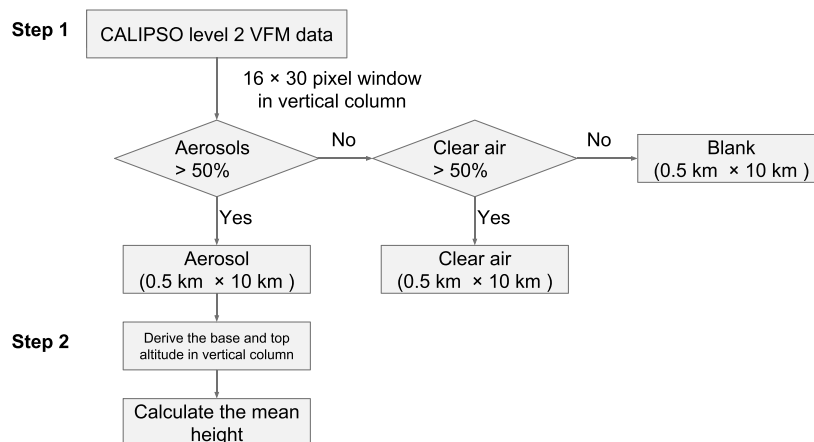 Step 1
CALIPSO level 2 VFM data
16 × 30 pixel window
in vertical column
Aerosols
> 50%
No
Clear air
> 50%
No
Blank
(0.5 km × 10 km )
Yes
Yes
Aerosol
(0.5 km × 10 km )
Clear air
(0.5 km × 10 km )
Step 2
Derive the base and top
altitude in vertical column
Calculate the mean
height